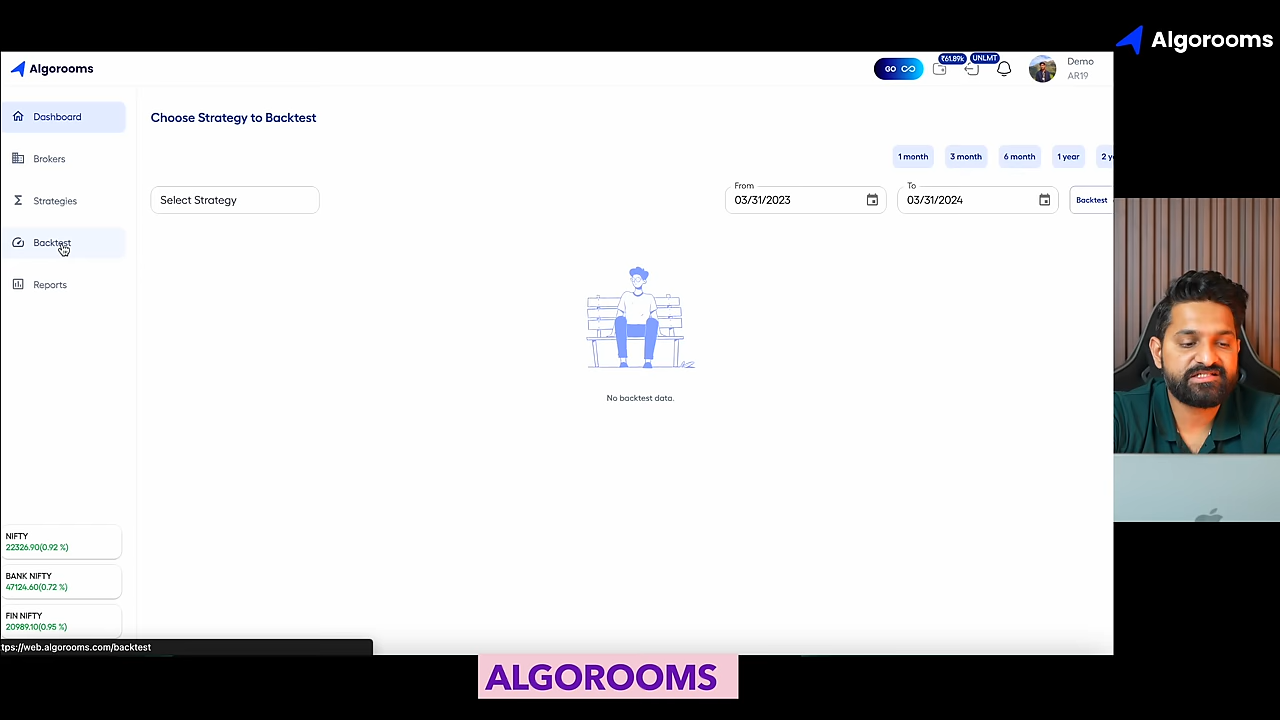 Algorooms
Algorooms
GO
₹61.89k
UNLMT
Demo
AR19
Dashboard
Brokers
Strategies
Backtest
Reports
Choose Strategy to Backtest
1 month
3 month
6 month
1 year
2 y
Select Strategy
From
03/31/2023
To
03/31/2024
Backtest
No backtest data.
NIFTY
22326.90(0.92 %)
BANK NIFTY
47124.60(0.72 %)
FIN NIFTY
20989.10(0.95 %)
tps://web.algorooms.com/backtest
ALGOROOMS